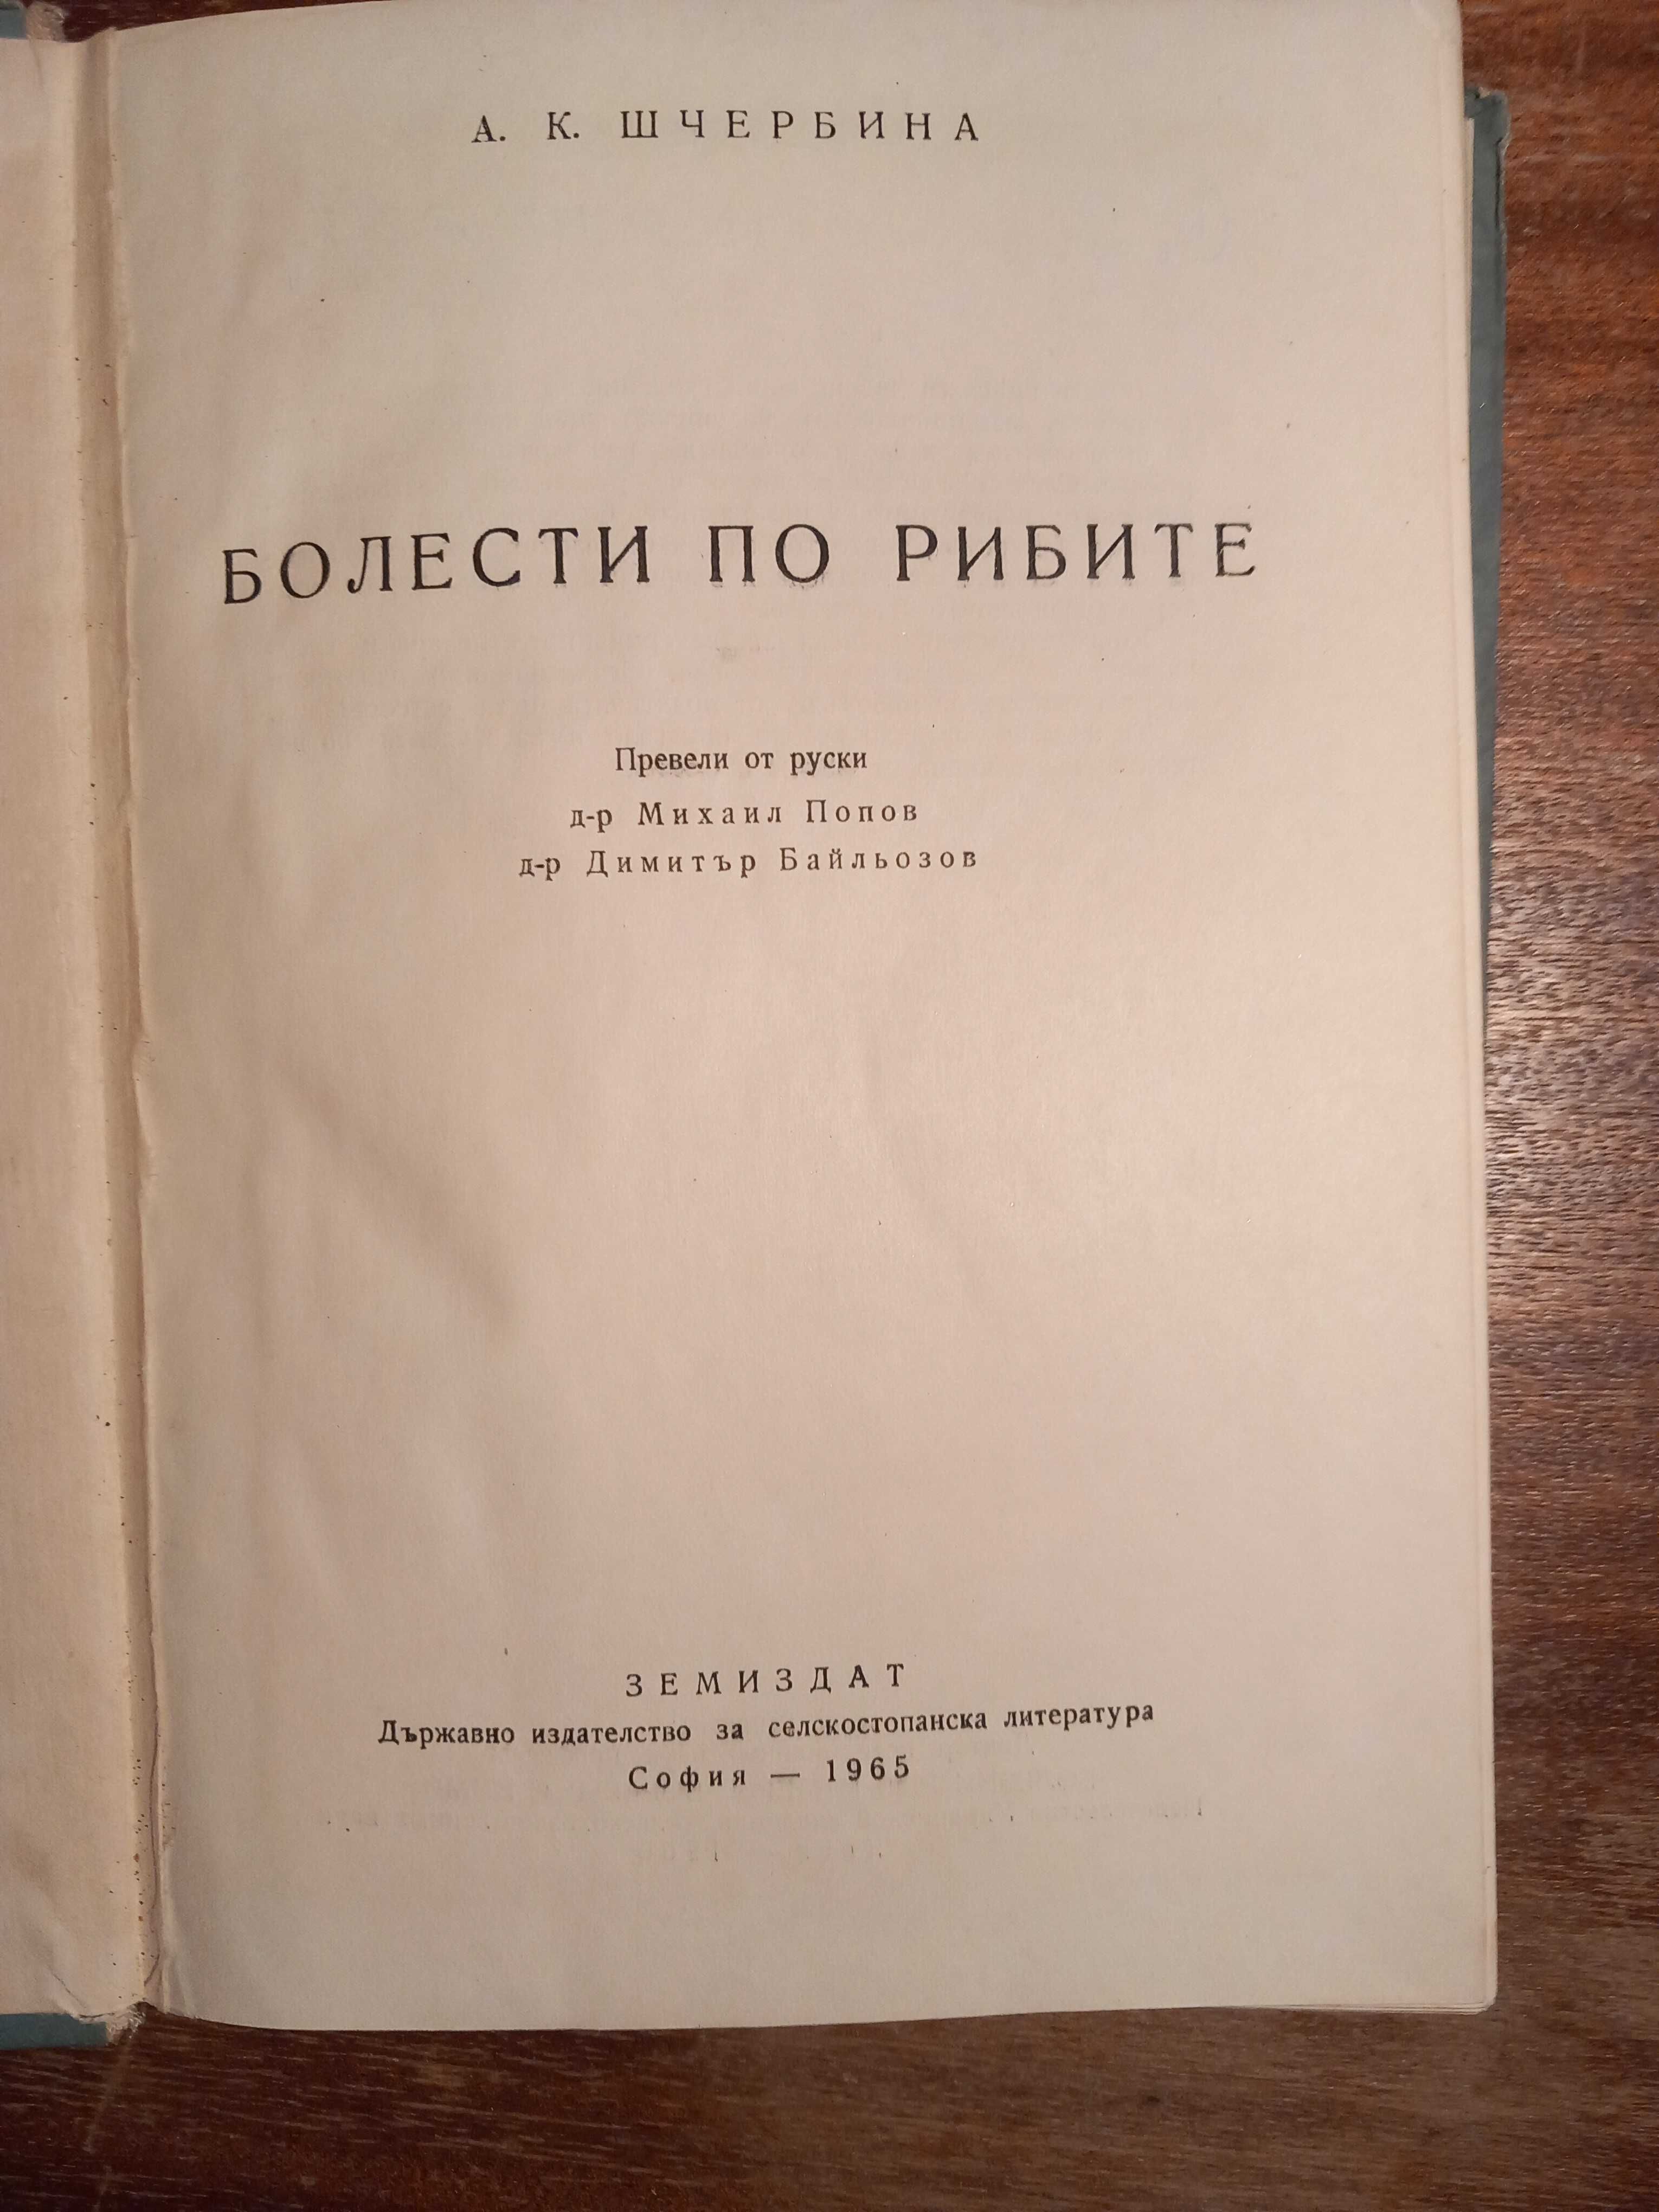 А. К. ШЧЕРБИНА
БОЛЕСТИ ПО РИБИТЕ
Превели от руски
д-р Михаил Попов
д-р Димитър Байльозов
ЗЕМИЗДАТ
Държавно издателство за селскостопанска литература
София — 1965